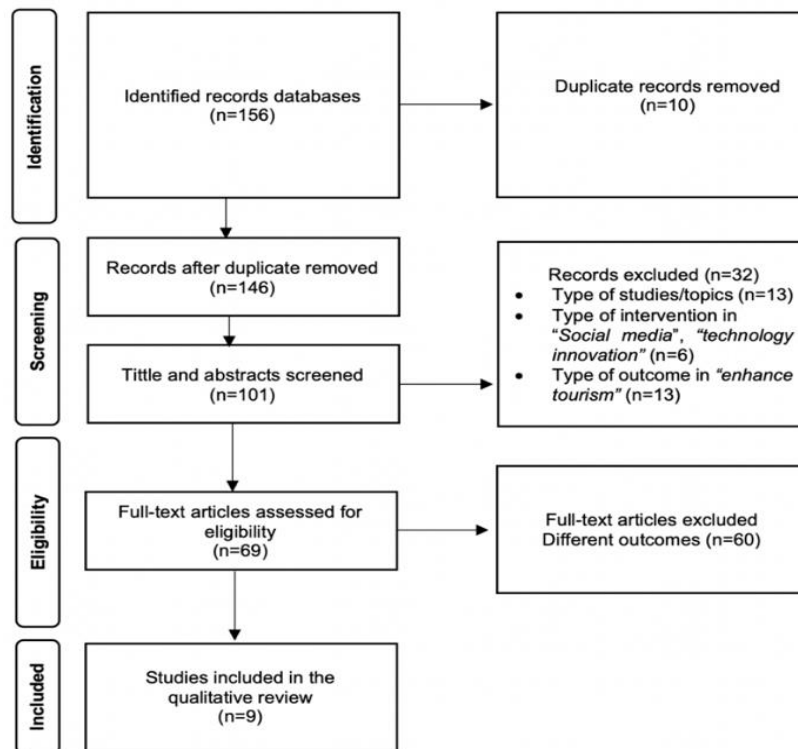 Identification
Identified records databases
(n=156)
Duplicate records removed
(n=10)
Screening
Records after duplicate removed
(n=146)
Tittle and abstracts screened
(n=101)
Records excluded (n=32)
• Type of studies/topics (n=13)
• Type of intervention in
“Social media”, “technology
innovation” (n=6)
• Type of outcome in “enhance
tourism” (n=13)
Eligibility
Full-text articles assessed for
eligibility
(n=69)
Full-text articles excluded
Different outcomes (n=60)
Included
Studies included in the
qualitative review
(n=9)